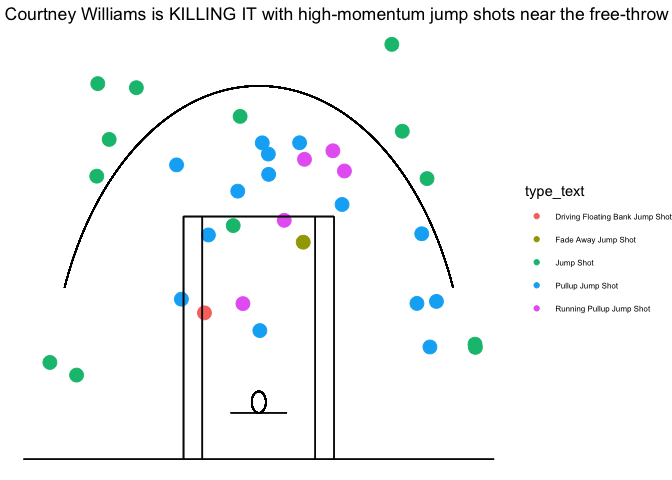 Courtney Williams is KILLING IT with high-momentum jump shots near the free-throw
type_text
Driving Floating Bank Jump Shot
Fade Away Jump Shot
Jump Shot
Pullup Jump Shot
Running Pullup Jump Shot